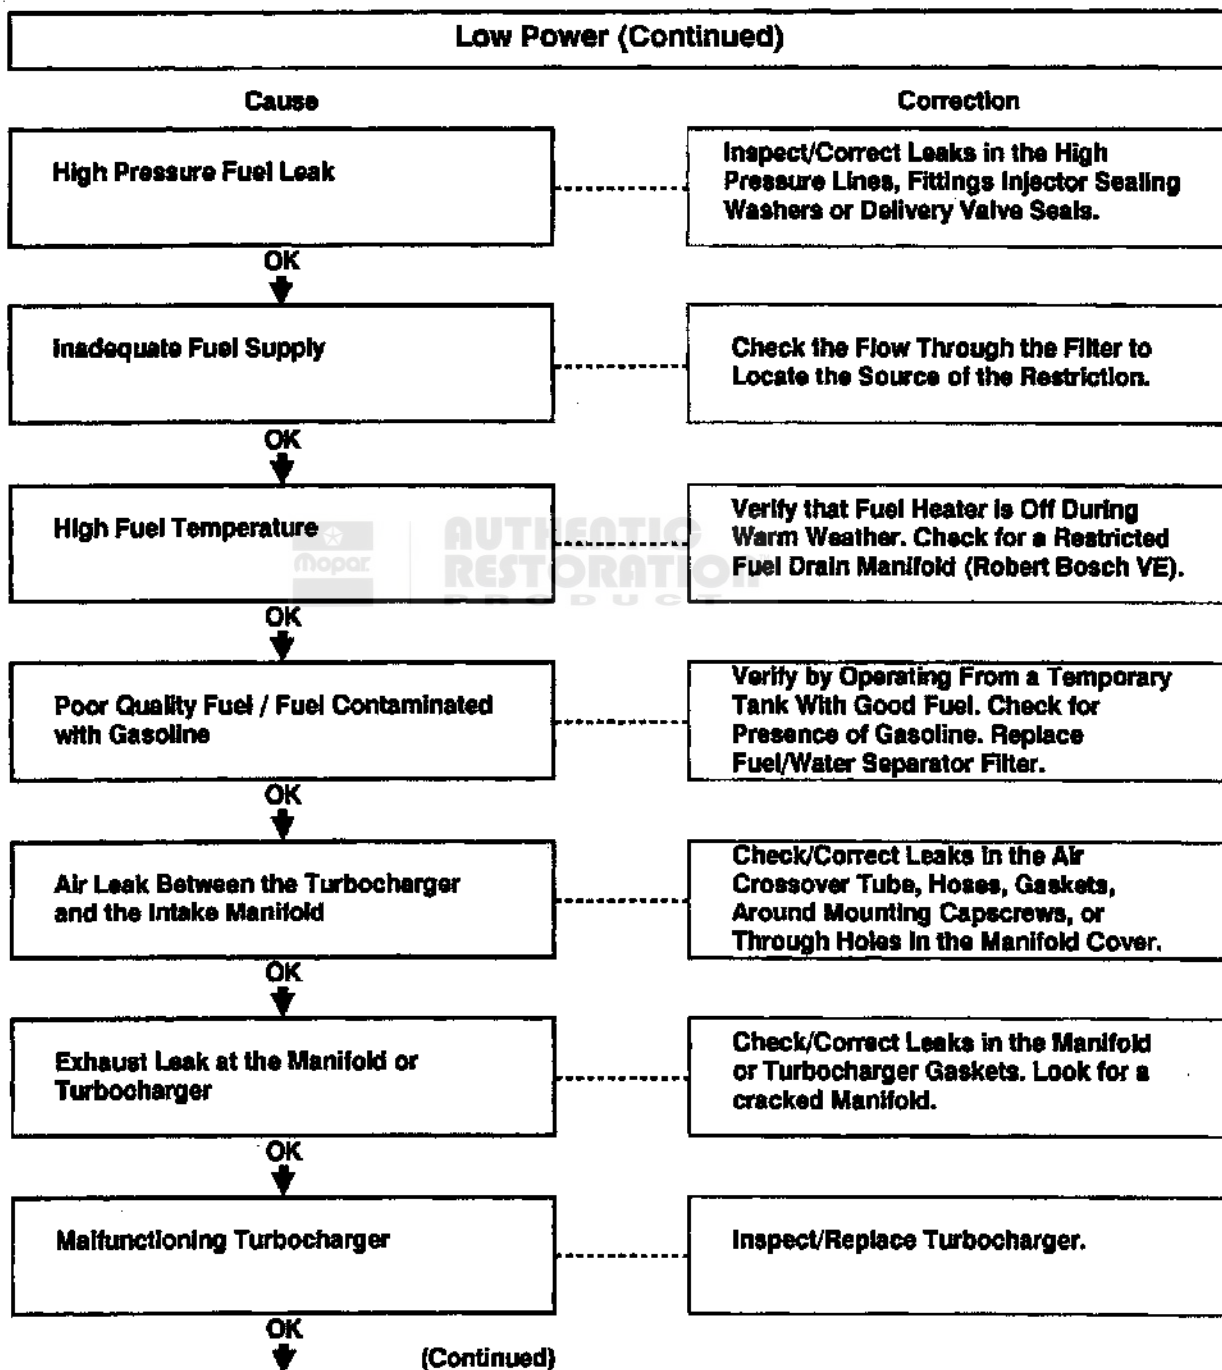 Low Power (Continued)
Cause
Correction
High Pressure Fuel Leak
Inspect/Correct Leaks in the High
Pressure Lines, Fittings Injector Sealing
Washers or Delivery Valve Seals.
OK
Inadequate Fuel Supply
Check the Flow Through the Filter to
Locate the Source of the Restriction.
OK
High Fuel Temperature
Verify that Fuel Heater is Off During
Warm Weather. Check for a Restricted
Fuel Drain Manifold (Robert Bosch VE).
Mopar
AUTHENTIC
RESTORATION
PRODUCT
OK
Poor Quality Fuel / Fuel Contaminated
with Gasoline
Verify by Operating From a Temporary
Tank With Good Fuel. Check for
Presence of Gasoline. Replace
Fuel/Water Separator Filter.
OK
Air Leak Between the Turbocharger
and the Intake Manifold
Check/Correct Leaks in the Air
Crossover Tube, Hoses, Gaskets,
Around Mounting Capscrews, or
Through Holes in the Manifold Cover.
OK
Exhaust Leak at the Manifold or
Turbocharger
Check/Correct Leaks in the Manifold
or Turbocharger Gaskets. Look for a
cracked Manifold.
OK
Malfunctioning Turbocharger
Inspect/Replace Turbocharger.
OK
(Continued)